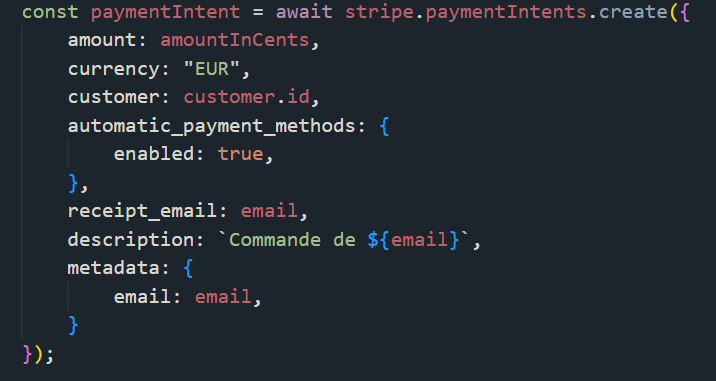 const paymentIntent = await stripe.paymentIntents.create({
    amount: amountInCents,
    currency: "EUR",
    customer: customer.id,
    automatic_payment_methods: {
        enabled: true,
    },
    receipt_email: email,
    description: `Commande de ${email}`,
    metadata: {
        email: email,
    }
});